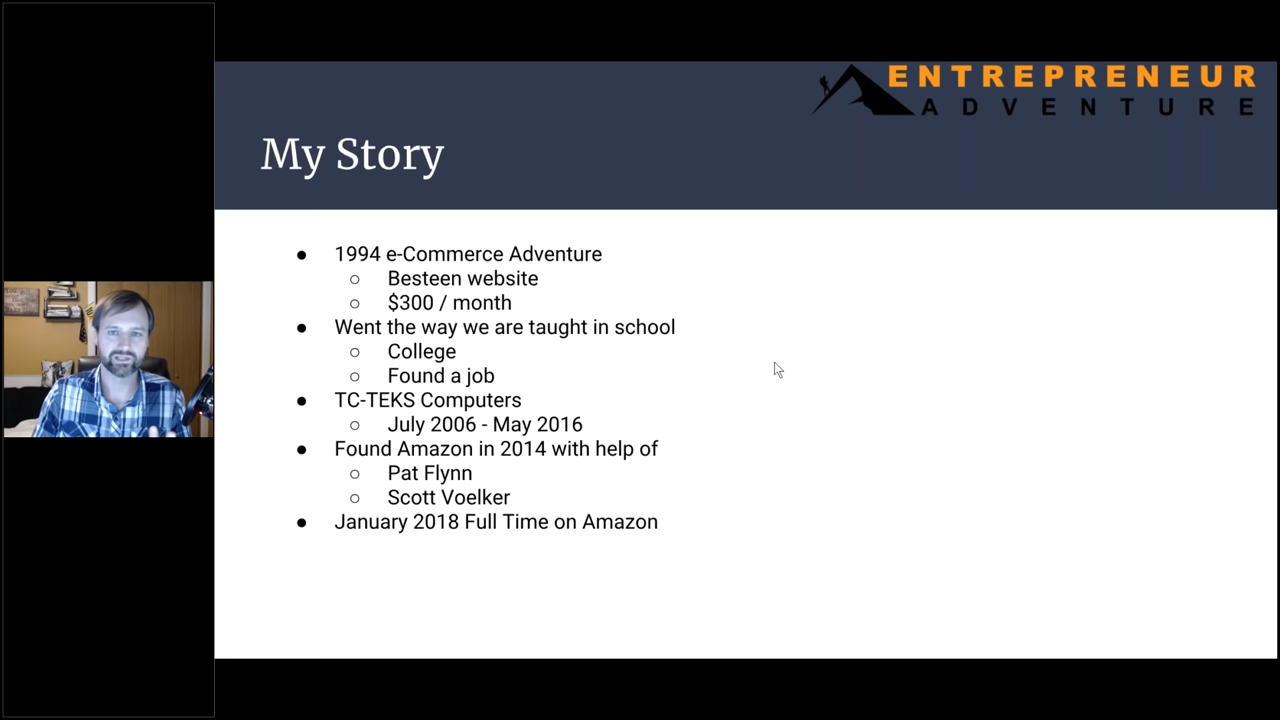 ENTREPRENEUR
ADVENTURE
My Story
● 1994 e-Commerce Adventure
○ Besteen website
○ $300 / month
● Went the way we are taught in school
○ College
○ Found a job
● TC-TEKS Computers
○ July 2006 - May 2016
● Found Amazon in 2014 with help of
○ Pat Flynn
○ Scott Voelker
● January 2018 Full Time on Amazon